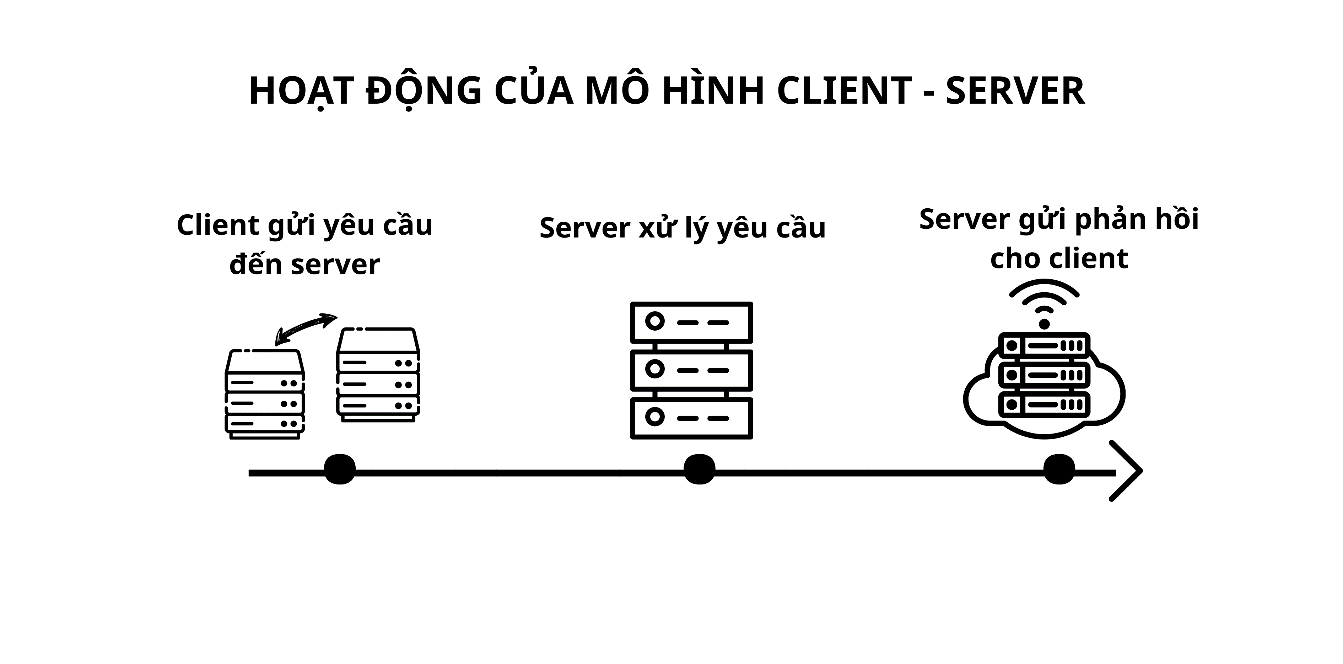 HOẠT ĐỘNG CỦA MÔ HÌNH CLIENT - SERVER
Client gửi yêu cầu
đến server
Server xử lý yêu cầu
Server gửi phản hồi
cho client